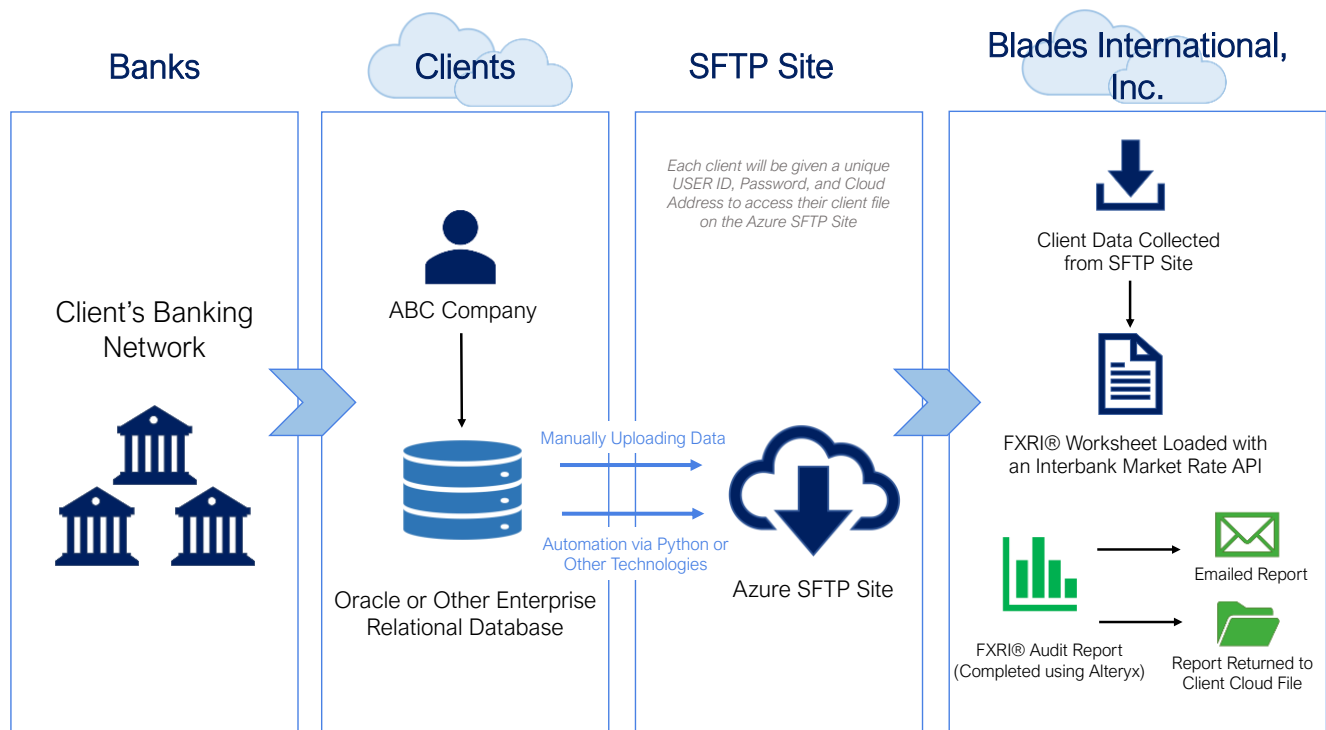 Banks
Clients
SFTP Site
Blades International,
Inc.
Client's Banking
Network
ABC Company
Oracle or Other Enterprise
Relational Database
Manually Uploading Data
Automation via Python or
Other Technologies
Each client will be given a unique
USER ID, Password, and Cloud
Address to access their client file
on the Azure SFTP Site
Azure SFTP Site
Client Data Collected
from SFTP Site
FXRI® Worksheet Loaded with
an Interbank Market Rate API
FXRI® Audit Report
(Completed using Alteryx)
Emailed Report
Report Returned to
Client Cloud File